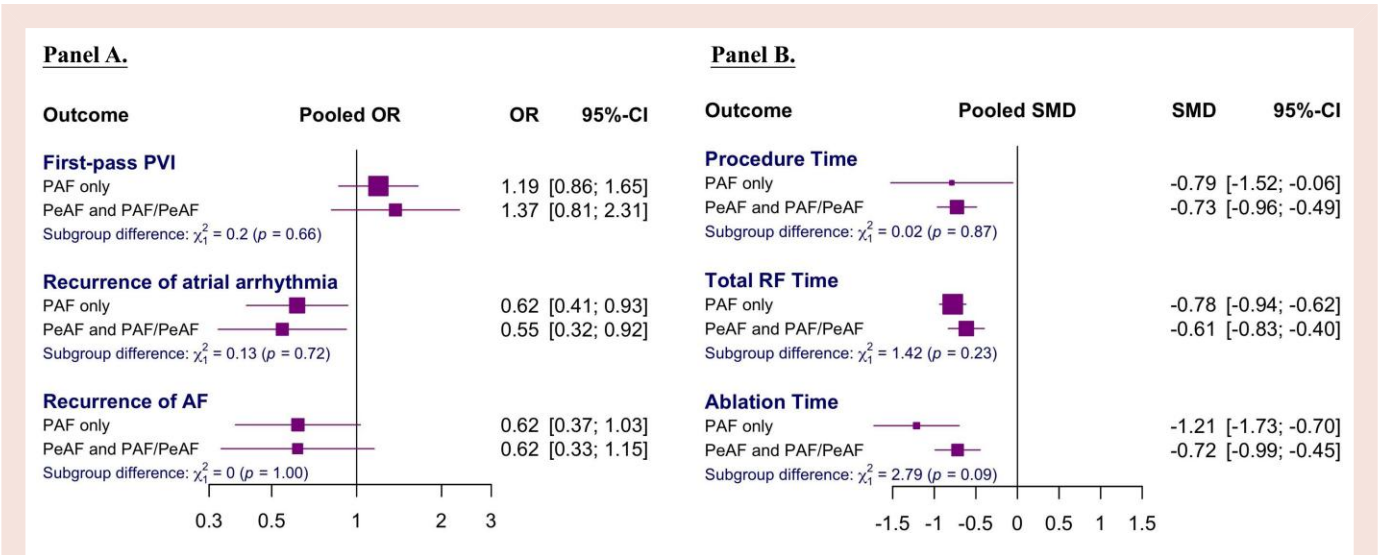 Panel A.
Outcome Pooled OR OR 95%-CI
First-pass PVI
PAF only 1.19 [0.86; 1.65]
PeAF and PAF/PeAF 1.37 [0.81; 2.31]
Subgroup difference: χ²₁ = 0.2 (p = 0.66)
Recurrence of atrial arrhythmia
PAF only 0.62 [0.41; 0.93]
PeAF and PAF/PeAF 0.55 [0.32; 0.92]
Subgroup difference: χ²₁ = 0.13 (p = 0.72)
Recurrence of AF
PAF only 0.62 [0.37; 1.03]
PeAF and PAF/PeAF 0.62 [0.33; 1.15]
Subgroup difference: χ²₁ = 0 (p = 1.00)
0.3 0.5 1 2 3
Panel B.
Outcome Pooled SMD SMD 95%-CI
Procedure Time
PAF only -0.79 [-1.52; -0.06]
PeAF and PAF/PeAF -0.73 [-0.96; -0.49]
Subgroup difference: χ²₁ = 0.02 (p = 0.87)
Total RF Time
PAF only -0.78 [-0.94; -0.62]
PeAF and PAF/PeAF -0.61 [-0.83; -0.40]
Subgroup difference: χ²₁ = 1.42 (p = 0.23)
Ablation Time
PAF only -1.21 [-1.73; -0.70]
PeAF and PAF/PeAF -0.72 [-0.99; -0.45]
Subgroup difference: χ²₁ = 2.79 (p = 0.09)
-1.5 -1 -0.5 0 0.5 1 1.5